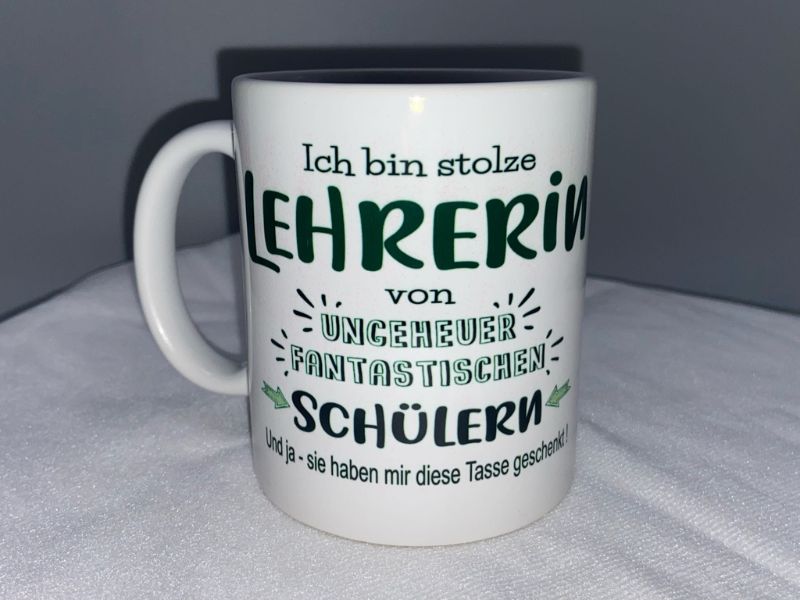 Ich bin stolze
LEHRERin
von
UNGEHEUER
FANTASTISCHEN
SCHÜLERN
Und ja - sie haben mir diese Tasse geschenkt!